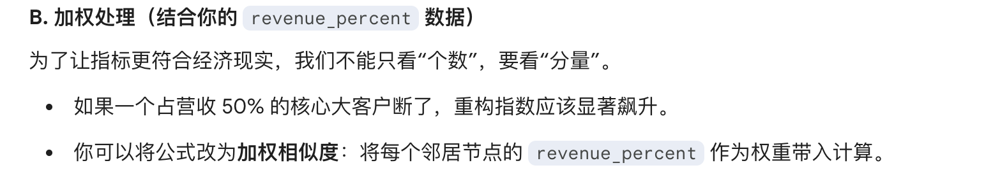 B. 加权处理（结合你的 revenue_percent 数据）
为了让指标更符合经济现实，我们不能只看“个数”，要看“分量”。
• 如果一个占营收 50% 的核心大客户断了，重构指数应该显著飙升。
• 你可以将公式改为加权相似度：将每个邻居节点的 revenue_percent 作为权重带入计算。